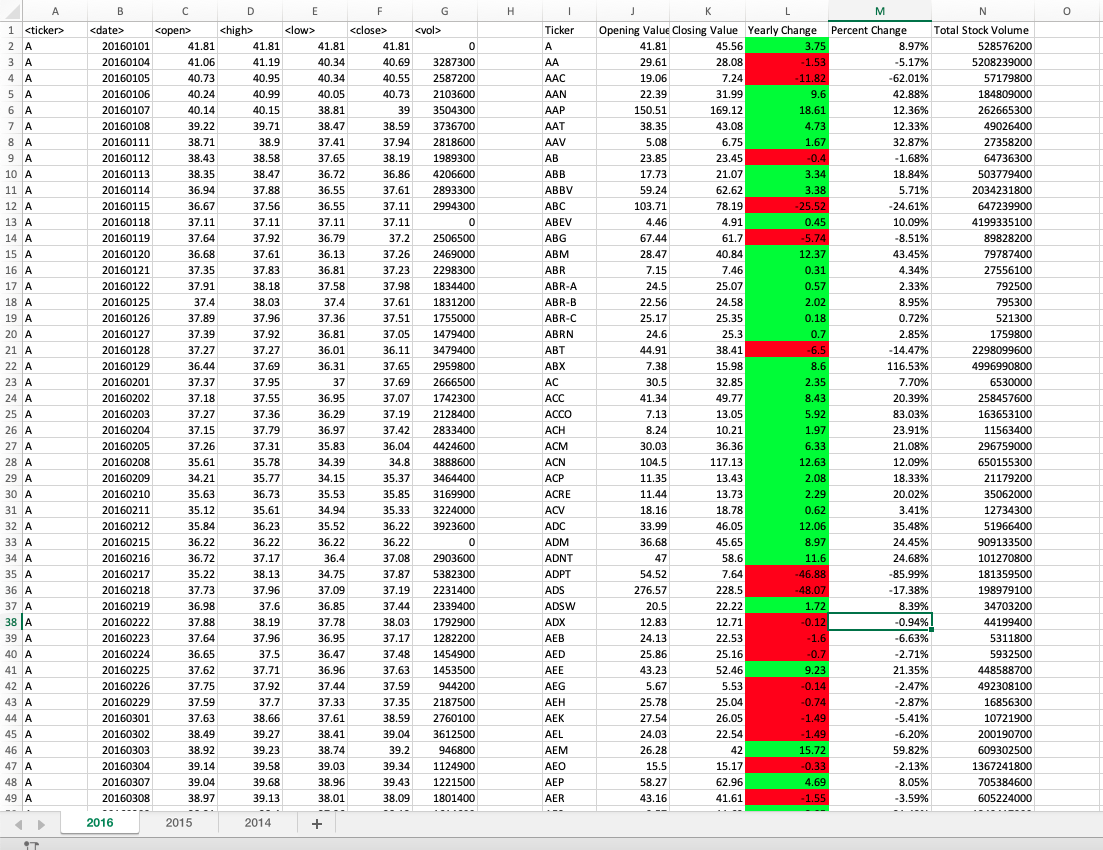 A B C D E F G H I J K L M N O
1 <ticker> <date> <open> <high> <low> <close> <vol> Ticker Opening Value Closing Value Yearly Change Percent Change Total Stock Volume
2 A 20160101 41.81 41.81 41.81 41.81 0 A 41.81 45.56 3.75 8.97% 528576200
3 A 20160104 41.06 41.19 40.34 40.69 3287300 AA 29.61 28.08 -1.53 -5.17% 5208239000
4 A 20160105 40.73 40.95 40.34 40.55 2587200 AAC 19.06 7.24 -11.82 -62.01% 57179800
5 A 20160106 40.24 40.99 40.05 40.73 2103600 AAN 22.39 31.99 9.6 42.88% 184809000
6 A 20160107 40.14 40.15 38.81 39 3504300 AAP 150.51 169.12 18.61 12.36% 262665300
7 A 20160108 39.22 39.71 38.47 38.59 3736700 AAT 38.35 43.08 4.73 12.33% 49026400
8 A 20160111 38.71 38.9 37.41 37.94 2818600 AAV 5.08 6.75 1.67 32.87% 27358200
9 A 20160112 38.43 38.58 37.65 38.19 1989300 AB 23.85 23.45 -0.4 -1.68% 64736300
10 A 20160113 38.35 38.47 36.72 36.86 4206600 ABB 17.73 21.07 3.34 18.84% 503779400
11 A 20160114 36.94 37.88 36.55 37.61 2893300 ABBV 59.24 62.62 3.38 5.71% 2034231800
12 A 20160115 36.67 37.56 36.55 37.11 2994300 ABC 103.71 78.19 -25.52 -24.61% 647239900
13 A 20160118 37.11 37.11 37.11 37.11 0 ABEV 4.46 4.91 0.45 10.09% 4199335100
14 A 20160119 37.64 37.92 36.79 37.2 2506500 ABG 67.44 61.7 -5.74 -8.51% 89828200
15 A 20160120 36.68 37.61 36.13 37.26 2469000 ABM 28.47 40.84 12.37 43.45% 79787400
16 A 20160121 37.35 37.83 36.81 37.23 2298300 ABR 7.15 7.46 0.31 4.34% 27556100
17 A 20160122 37.91 38.18 37.58 37.98 1834400 ABR-A 24.5 25.07 0.57 2.33% 792500
18 A 20160125 37.4 38.03 37.4 37.61 1831200 ABR-B 22.56 24.58 2.02 8.95% 795300
19 A 20160126 37.89 37.96 37.36 37.51 1755000 ABR-C 25.17 25.35 0.18 0.72% 521300
20 A 20160127 37.39 37.92 36.81 37.05 1479400 ABRN 24.6 25.3 0.7 2.85% 1759800
21 A 20160128 37.27 37.27 36.01 36.11 3479400 ABT 44.91 38.41 -6.5 -14.47% 2298099600
22 A 20160129 36.44 37.69 36.31 37.65 2959800 ABX 7.38 15.98 8.6 116.53% 4996990800
23 A 20160201 37.37 37.95 37 37.69 2666500 AC 30.5 32.85 2.35 7.70% 6530000
24 A 20160202 37.18 37.55 36.95 37.07 1742300 ACC 41.34 49.77 8.43 20.39% 258457600
25 A 20160203 37.27 37.36 36.29 37.19 2128400 ACCO 7.13 13.05 5.92 83.03% 163653100
26 A 20160204 37.15 37.79 36.97 37.42 2833400 ACH 8.24 10.21 1.97 23.91% 11563400
27 A 20160205 37.26 37.31 35.83 36.04 4424600 ACM 30.03 36.36 6.33 21.08% 296759000
28 A 20160208 35.61 35.78 34.39 34.8 3888600 ACN 104.5 117.13 12.63 12.09% 650155300
29 A 20160209 34.21 35.77 34.15 35.37 3464400 ACP 11.35 13.43 2.08 18.33% 21179200
30 A 20160210 35.63 36.73 35.53 35.85 3169900 ACRE 11.44 13.73 2.29 20.02% 35062000
31 A 20160211 35.12 35.61 34.94 35.33 3224000 ACV 18.16 18.78 0.62 3.41% 12734300
32 A 20160212 35.84 36.23 35.52 36.22 3923600 ADC 33.99 46.05 12.06 35.48% 51966400
33 A 20160215 36.22 36.22 36.22 36.22 0 ADM 36.68 45.65 8.97 24.45% 909133500
34 A 20160216 36.72 37.17 36.4 37.08 2903600 ADNT 47 58.6 11.6 24.68% 101270800
35 A 20160217 35.22 38.13 34.75 37.87 5382300 ADPT 54.52 7.64 -46.88 -85.99% 181359500
36 A 20160218 37.73 37.96 37.09 37.19 2231400 ADS 276.57 228.5 -48.07 -17.38% 198979100
37 A 20160219 36.98 37.6 36.85 37.44 2339400 ADSW 20.5 22.22 1.72 8.39% 34703200
38 A 20160222 37.88 38.19 37.78 38.03 1792900 ADX 12.83 12.71 -0.12 -0.94% 44199400
39 A 20160223 37.64 37.96 36.95 37.17 1282200 AEB 24.13 22.53 -1.6 -6.63% 5311800
40 A 20160224 36.65 37.5 36.47 37.48 1454900 AED 25.86 25.16 -0.7 -2.71% 5932500
41 A 20160225 37.62 37.71 36.96 37.63 1453500 AEE 43.23 52.46 9.23 21.35% 448588700
42 A 20160226 37.75 37.92 37.44 37.59 944200 AEG 5.67 5.53 -0.14 -2.47% 492308100
43 A 20160229 37.59 37.7 37.33 37.35 2187500 AEH 25.78 25.04 -0.74 -2.87% 16856300
44 A 20160301 37.63 38.66 37.61 38.59 2760100 AEK 27.54 26.05 -1.49 -5.41% 10721900
45 A 20160302 38.49 39.27 38.41 39.04 3612500 AEL 24.03 22.54 -1.49 -6.20% 200190700
46 A 20160303 38.92 39.23 38.74 39.2 946800 AEM 26.28 42 15.72 59.82% 609302500
47 A 20160304 39.14 39.58 39.03 39.34 1124900 AEO 15.5 15.17 -0.33 -2.13% 1367241800
48 A 20160307 39.04 39.68 38.96 39.43 1221500 AEP 58.27 62.96 4.69 8.05% 705384600
49 A 20160308 38.97 39.13 38.01 38.09 1801400 AER 43.16 41.61 -1.55 -3.59% 605224000
2016 2015 2014 +